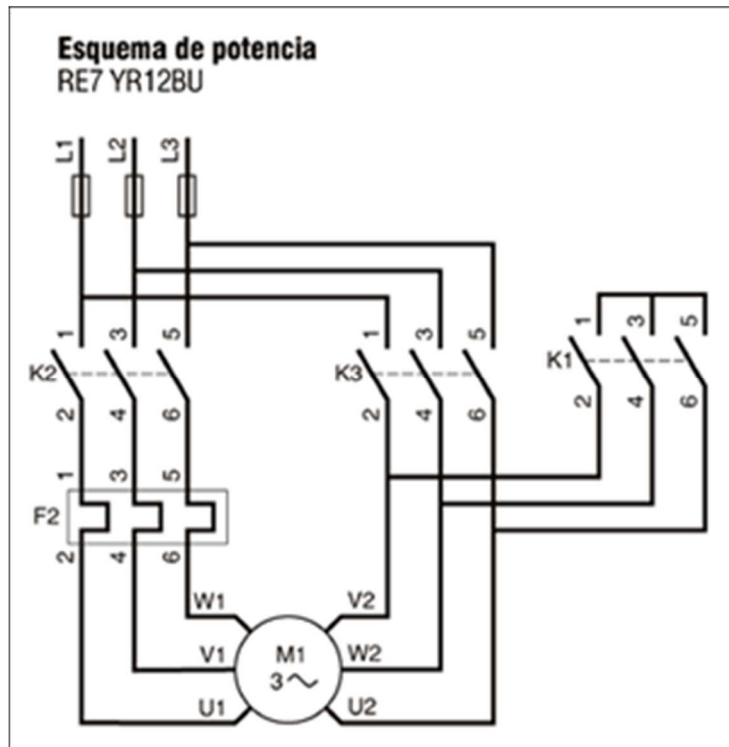 Esquema de potencia
RE7 YR12BU
L1 L2 L3
1 3 5
1 3 5
1 3 5
K2
K3
K1
2 4 6
2 4 6
2 4 6
1 3 5
F2
2 4 6
W1 V2
V1 M1 W2
3
U1 U2